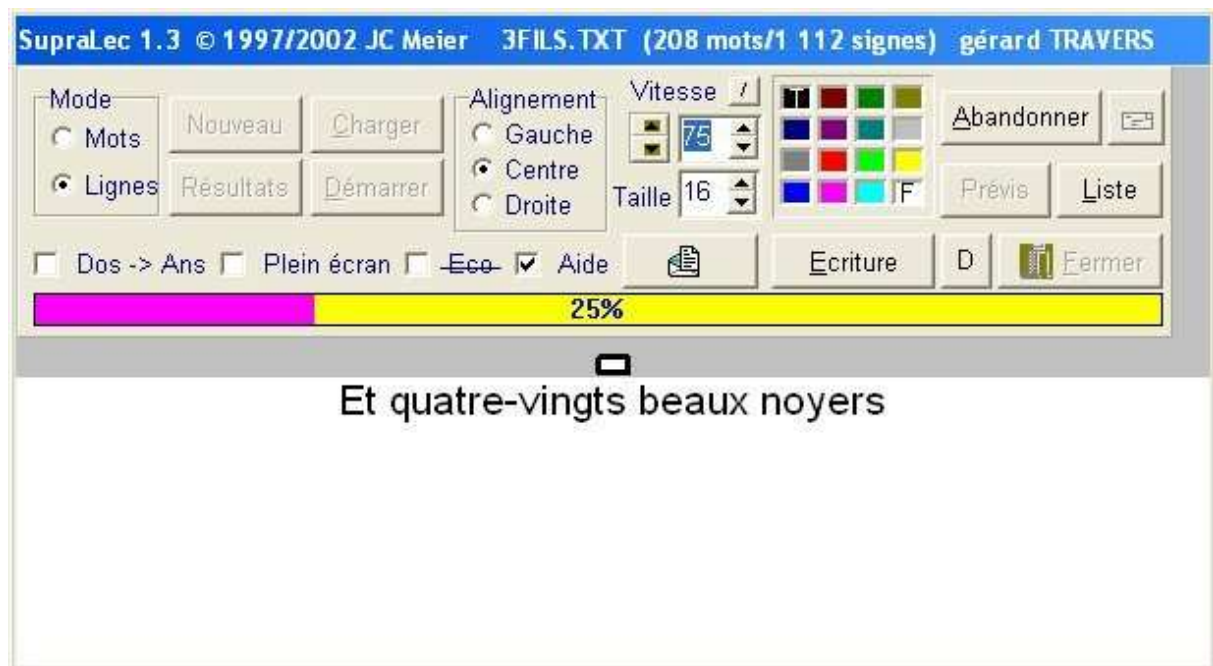 SupraLec 1.3 © 1997/2002 JC Meier 3FILS.TXT (208 mots/1 112 signes) gérard TRAVERS
Mode
Mots
Lignes
Nouveau
Charger
Résultats
Démarrer
Alignement
Gauche
Centre
Droite
Vitesse /
75
Taille 16
T
F
Abandonner
Prévis
Liste
Dos -> Ans
Plein écran
Eco
Aide
Ecriture
D
Fermer
25%
Et quatre-vingts beaux noyers